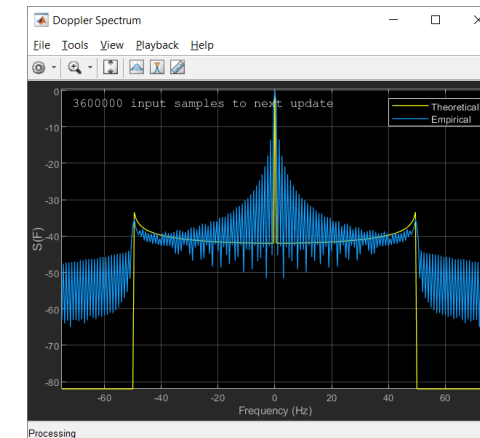 Doppler Spectrum
File Tools View Playback Help
3600000 input samples to next update
Theoretical
Empirical
0
-10
-20
-30
-40
-50
-60
-70
-80
S(F)
-60 -40 -20 0 20 40 60
Frequency (Hz)
Processing